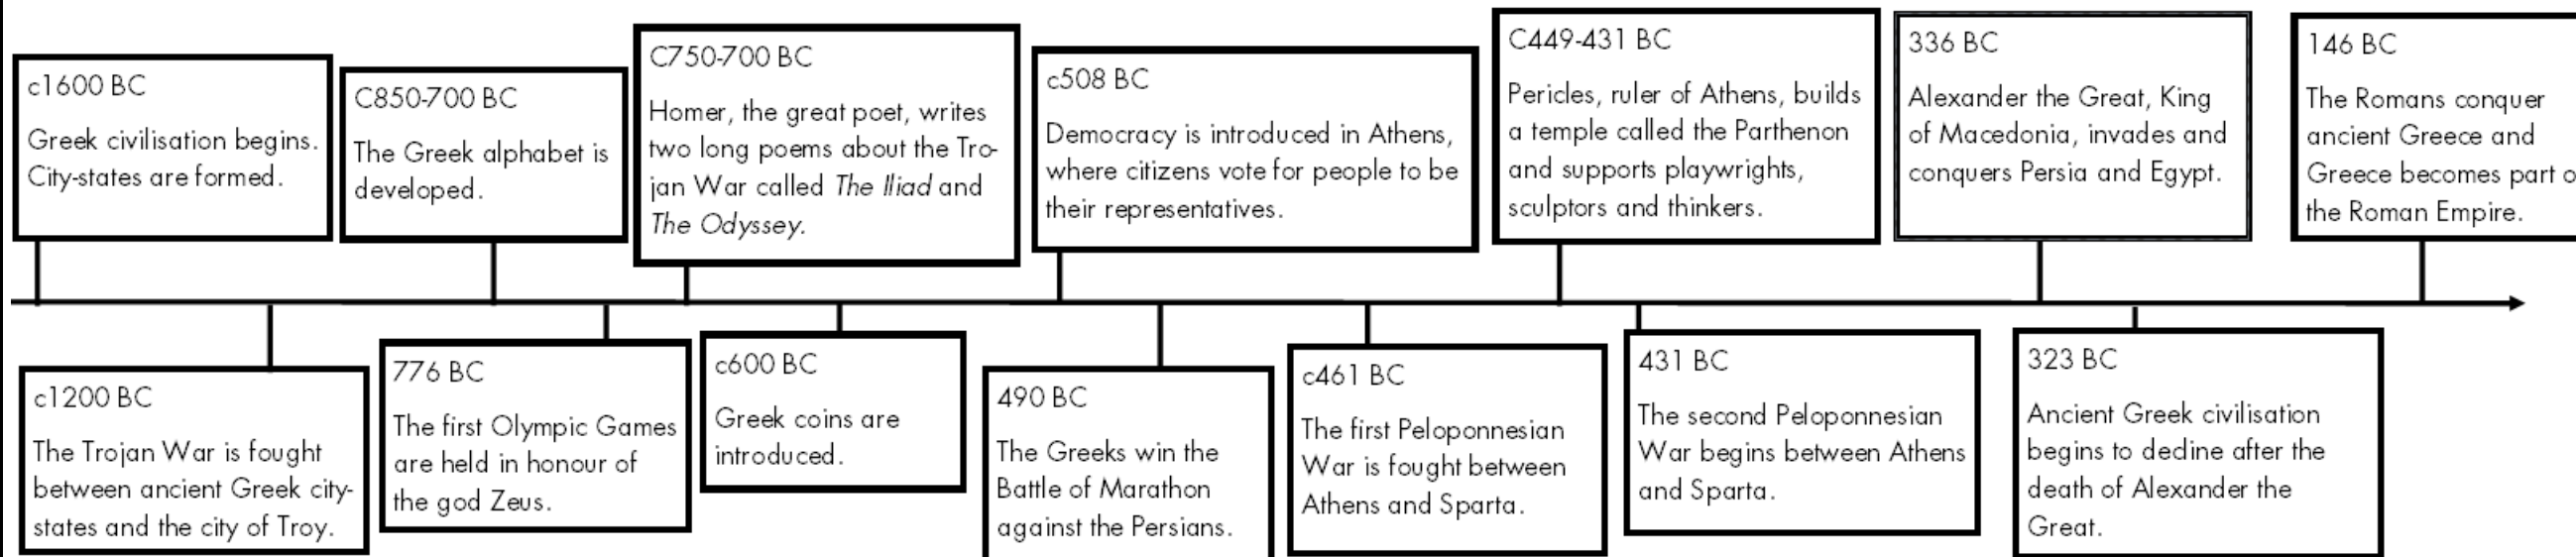 c1600 BC
Greek civilisation begins.
City-states are formed.
C850-700 BC
The Greek alphabet is
developed.
C750-700 BC
Homer, the great poet, writes
two long poems about the Tro-
jan War called The Iliad and
The Odyssey.
c508 BC
Democracy is introduced in Athens,
where citizens vote for people to be
their representatives.
C449-431 BC
Pericles, ruler of Athens, builds
a temple called the Parthenon
and supports playwrights,
sculptors and thinkers.
336 BC
Alexander the Great, King
of Macedonia, invades and
conquers Persia and Egypt.
146 BC
The Romans conquer
ancient Greece and
Greece becomes part
the Roman Empire.
c1200 BC
The Trojan War is fought
between ancient Greek city-
states and the city of Troy.
776 BC
The first Olympic Games
are held in honour of
the god Zeus.
c600 BC
Greek coins are
introduced.
490 BC
The Greeks win the
Battle of Marathon
against the Persians.
c461 BC
The first Peloponnesian
War is fought between
Athens and Sparta.
431 BC
The second Peloponnesian
War begins between Athens
and Sparta.
323 BC
Ancient Greek civilisation
begins to decline after the
death of Alexander the
Great.